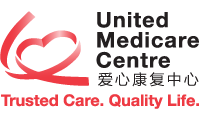 United
Medicare
Centre
爱心康复中心
Trusted Care. Quality Life.